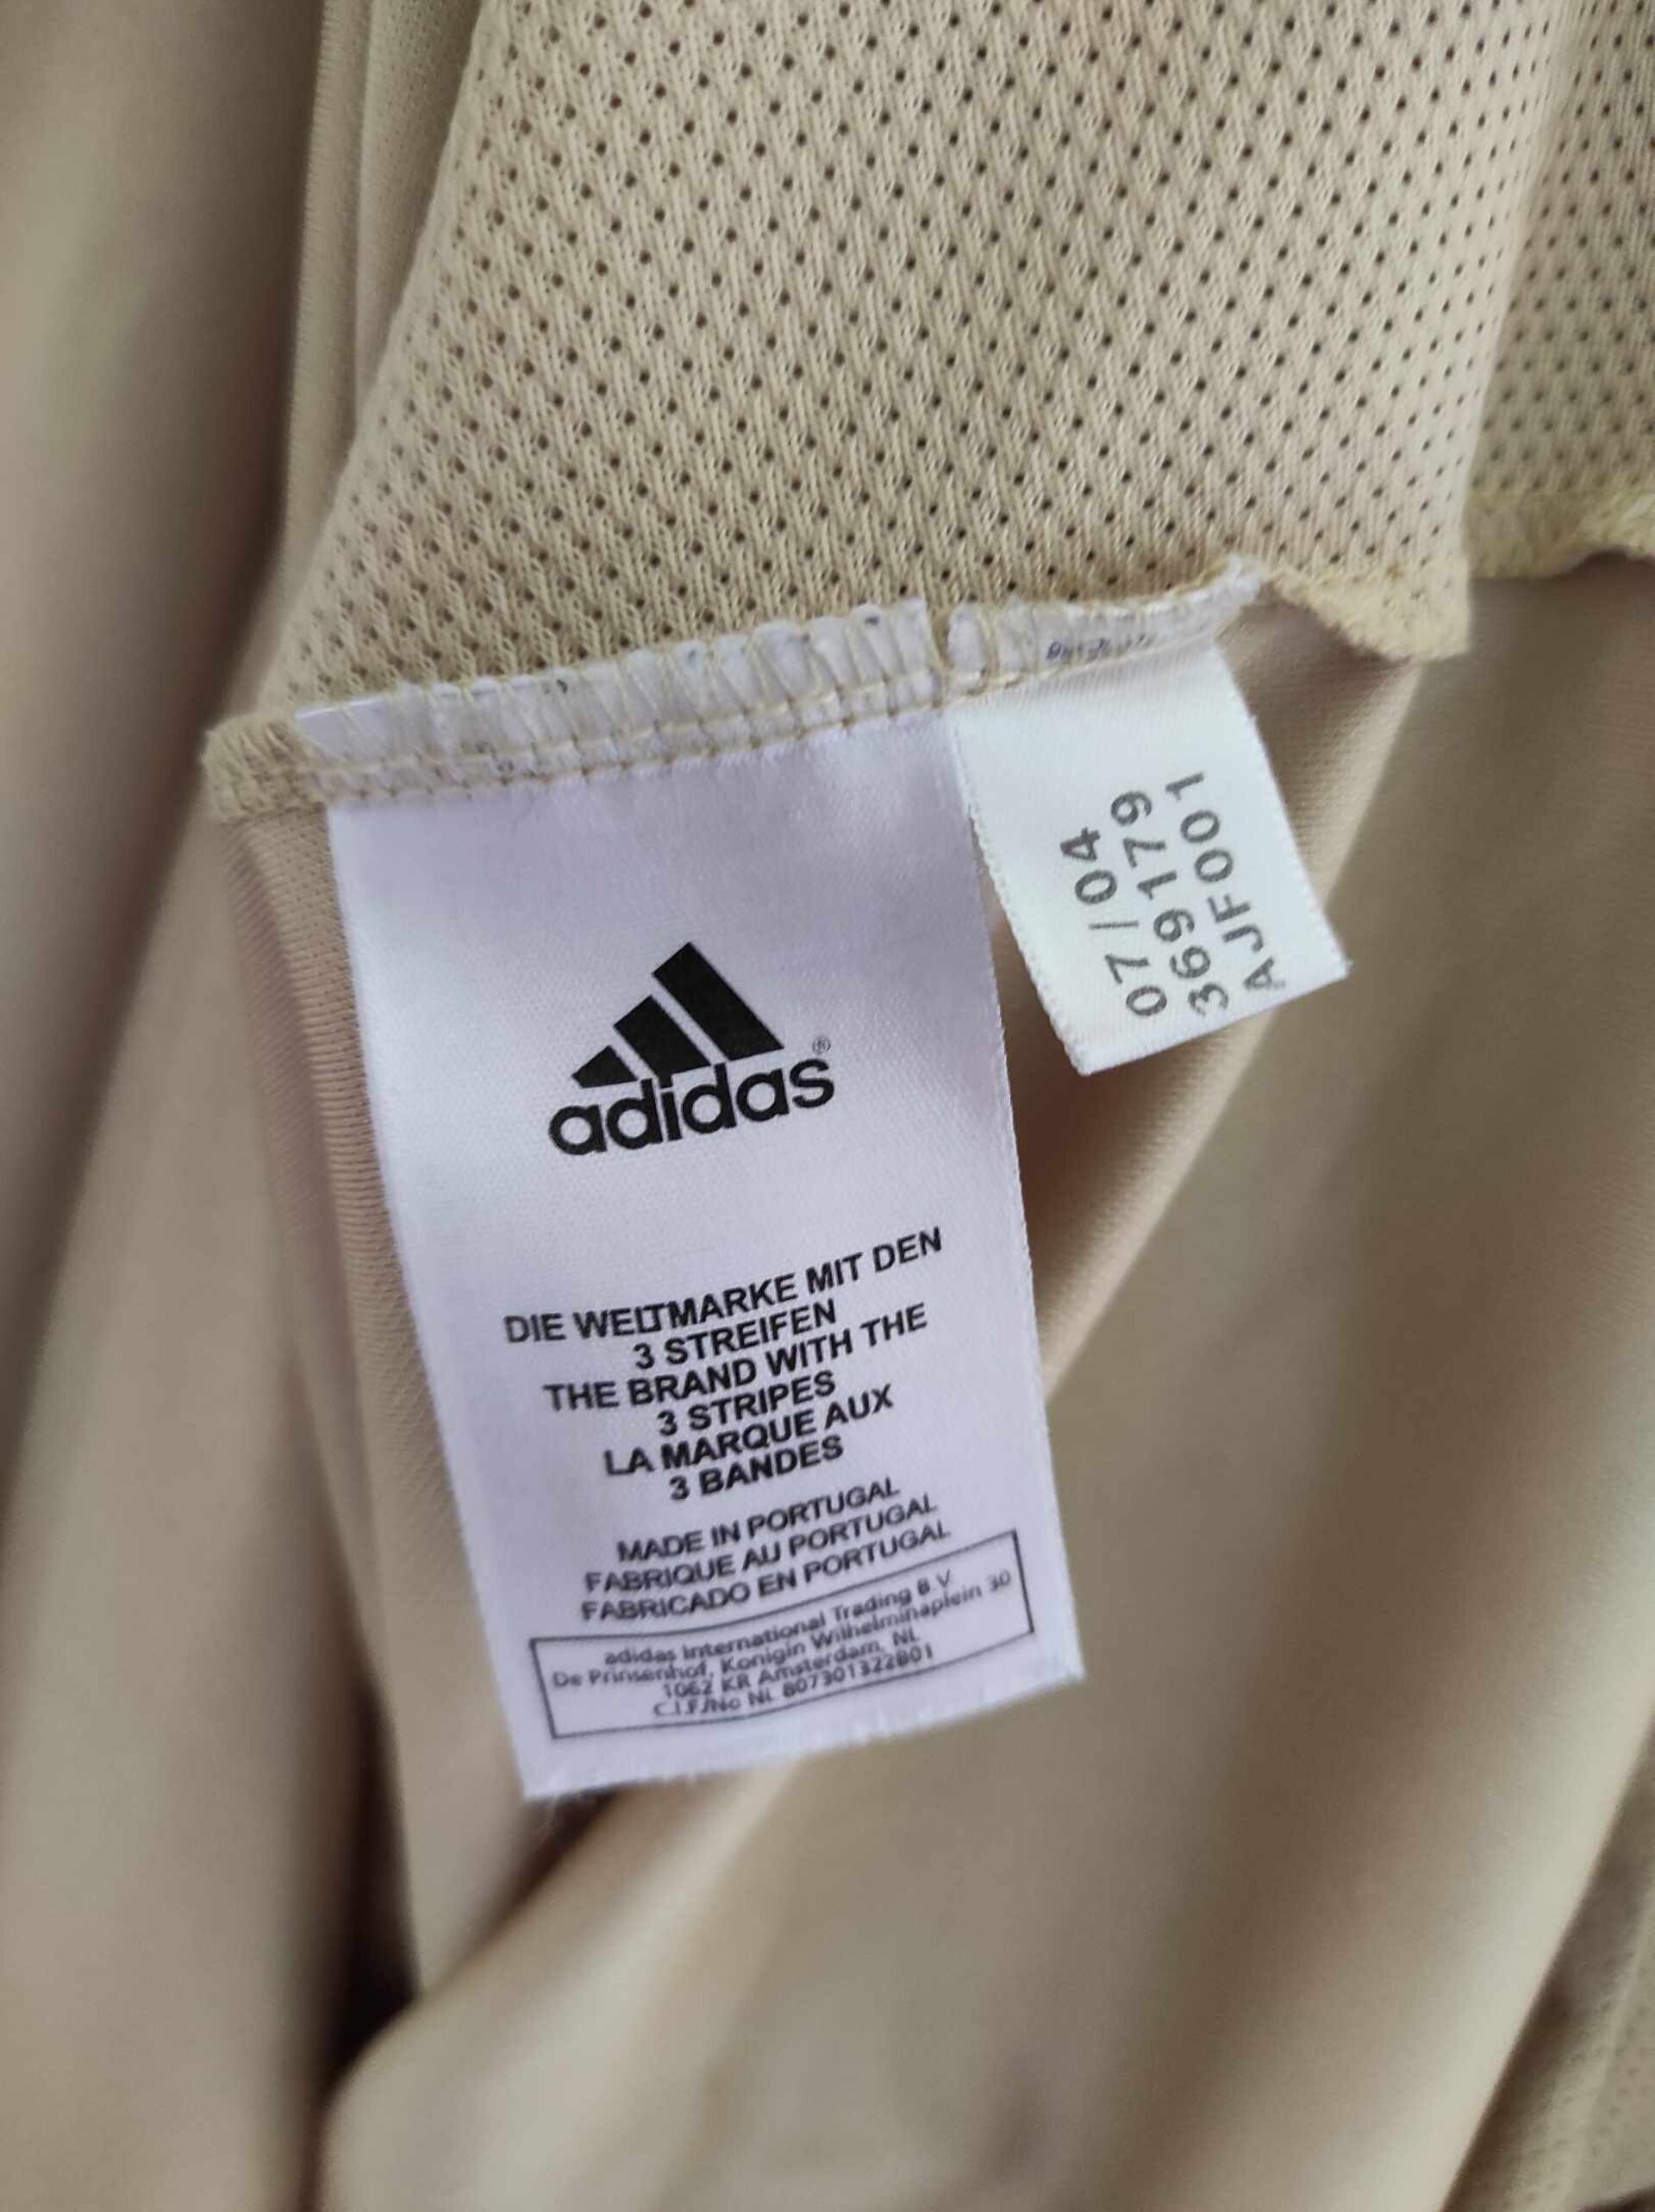 adidas®
DIE WELTMARKE MIT DEN
3 STREIFEN
THE BRAND WITH THE
3 STRIPES
LA MARQUE AUX
3 BANDES
MADE IN PORTUGAL
FABRIQUE AU PORTUGAL
FABRICADO EN PORTUGAL
adidas International Trading B.V.
De Prinsenhof, Konigin Wilhelminaplein 30
1062 KR Amsterdam, NL
C.I.F./No NL 807301322B01
07/04
369179
AJF001